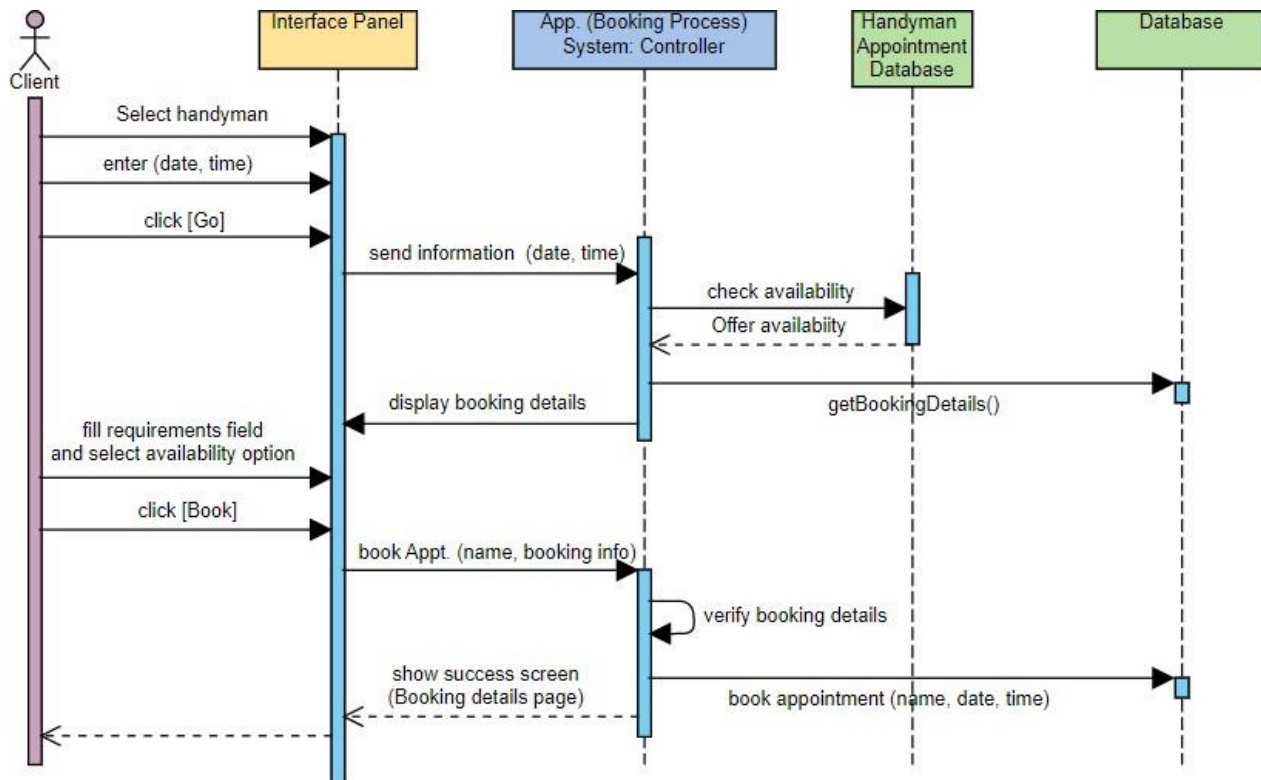 Interface Panel
App. (Booking Process)
System: Controller
Handyman
Appointment
Database
Database
Client
Select handyman
enter (date, time)
click [Go]
send information (date, time)
check availability
Offer availabiity
getBookingDetails()
display booking details
fill requirements field
and select availability option
click [Book]
book Appt. (name, booking info)
verify booking details
show success screen
(Booking details page)
book appointment (name, date, time)